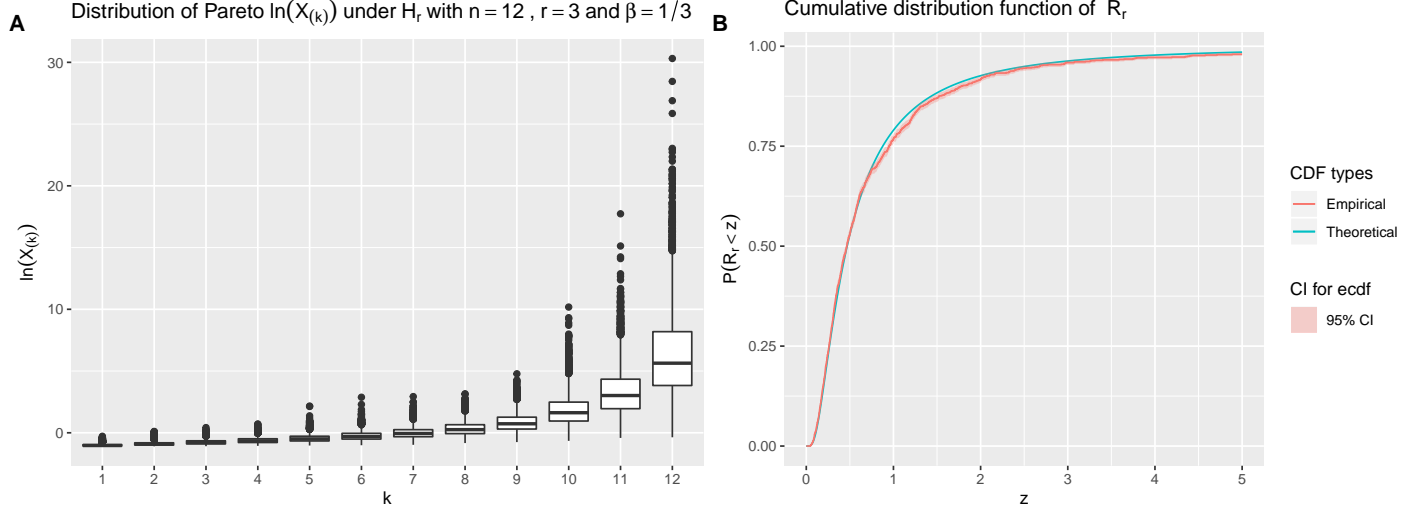 A
Distribution of Pareto ln(X₍ₖ₎) under Hᵣ with n = 12 , r = 3 and β = 1/3
ln(X₍ₖ₎)
30
20
10
0
1 2 3 4 5 6 7 8 9 10 11 12
k
B
Cumulative distribution function of Rᵣ
P(Rᵣ < z)
1.00
0.75
0.50
0.25
0.00
0 1 2 3 4 5
z
CDF types
Empirical
Theoretical
CI for ecdf
95% CI